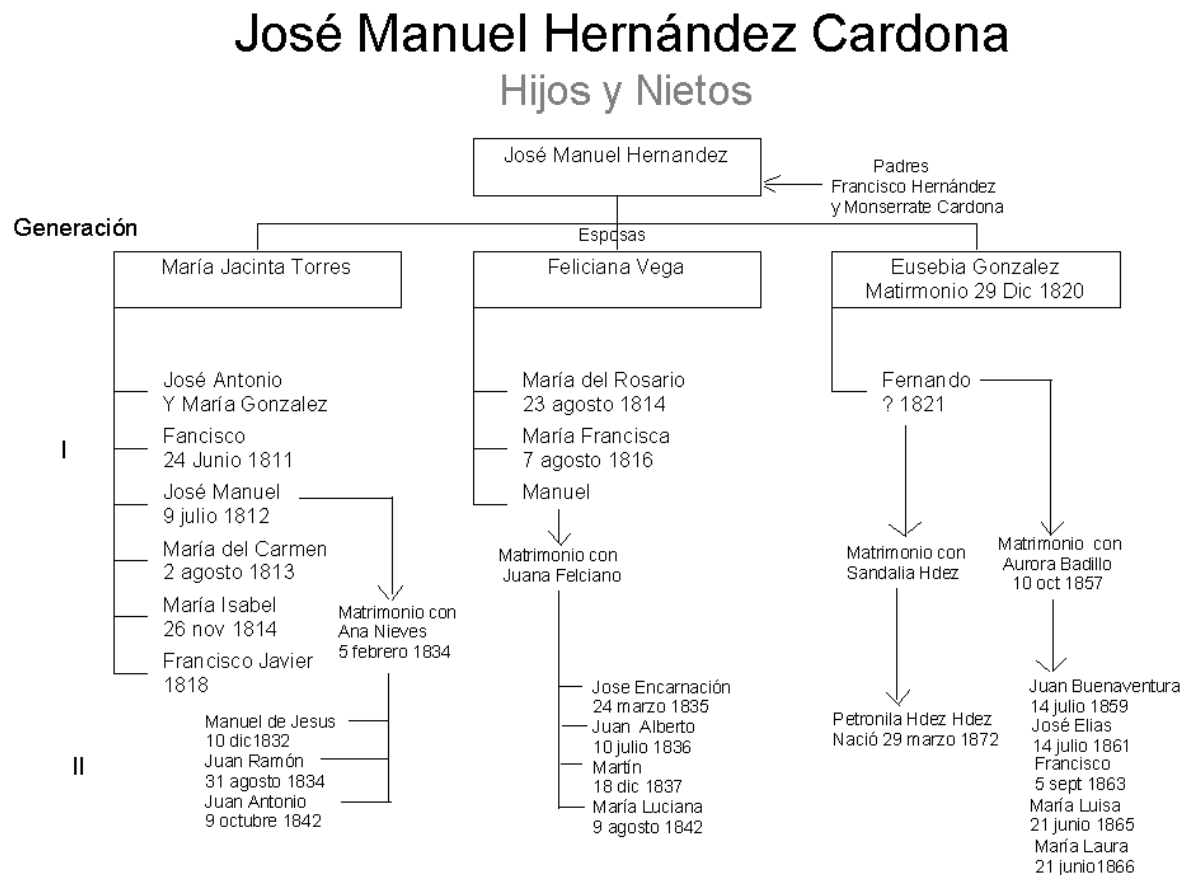 José Manuel Hernández Cardona
Hijos y Nietos
José Manuel Hernandez
Padres
Francisco Hernández
y Monserrate Cardona
Generación
Esposas
María Jacinta Torres
Feliciana Vega
Eusebia Gonzalez
Matirmonio 29 Dic 1820
I
José Antonio
Y María Gonzalez
Fancisco
24 Junio 1811
José Manuel
9 julio 1812
María del Carmen
2 agosto 1813
María Isabel
26 nov 1814
Francisco Javier
1818
Matrimonio con
Ana Nieves
5 febrero 1834
II
Manuel de Jesus
10 dic1832
Juan Ramón
31 agosto 1834
Juan Antonio
9 octubre 1842
María del Rosario
23 agosto 1814
María Francisca
7 agosto 1816
Manuel
Matrimonio con
Juana Felciano
Jose Encarnación
24 marzo 1835
Juan Alberto
10 julio 1836
Martín
18 dic 1837
María Luciana
9 agosto 1842
Fernando
? 1821
Matrimonio con
Sandalia Hdez
Petronila Hdez Hdez
Nació 29 marzo 1872
Matrimonio con
Aurora Badillo
10 oct 1857
Juan Buenaventura
14 julio 1859
José Elias
14 julio 1861
Francisco
5 sept 1863
María Luisa
21 junio 1865
María Laura
21 junio1866